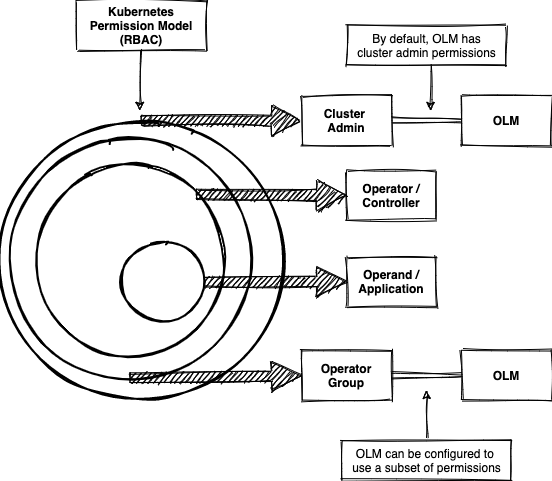 Kubernetes
Permission Model
(RBAC)
By default, OLM has
cluster admin permissions
Cluster
Admin
OLM
Operator /
Controller
Operand /
Application
Operator
Group
OLM
OLM can be configured to
use a subset of permissions